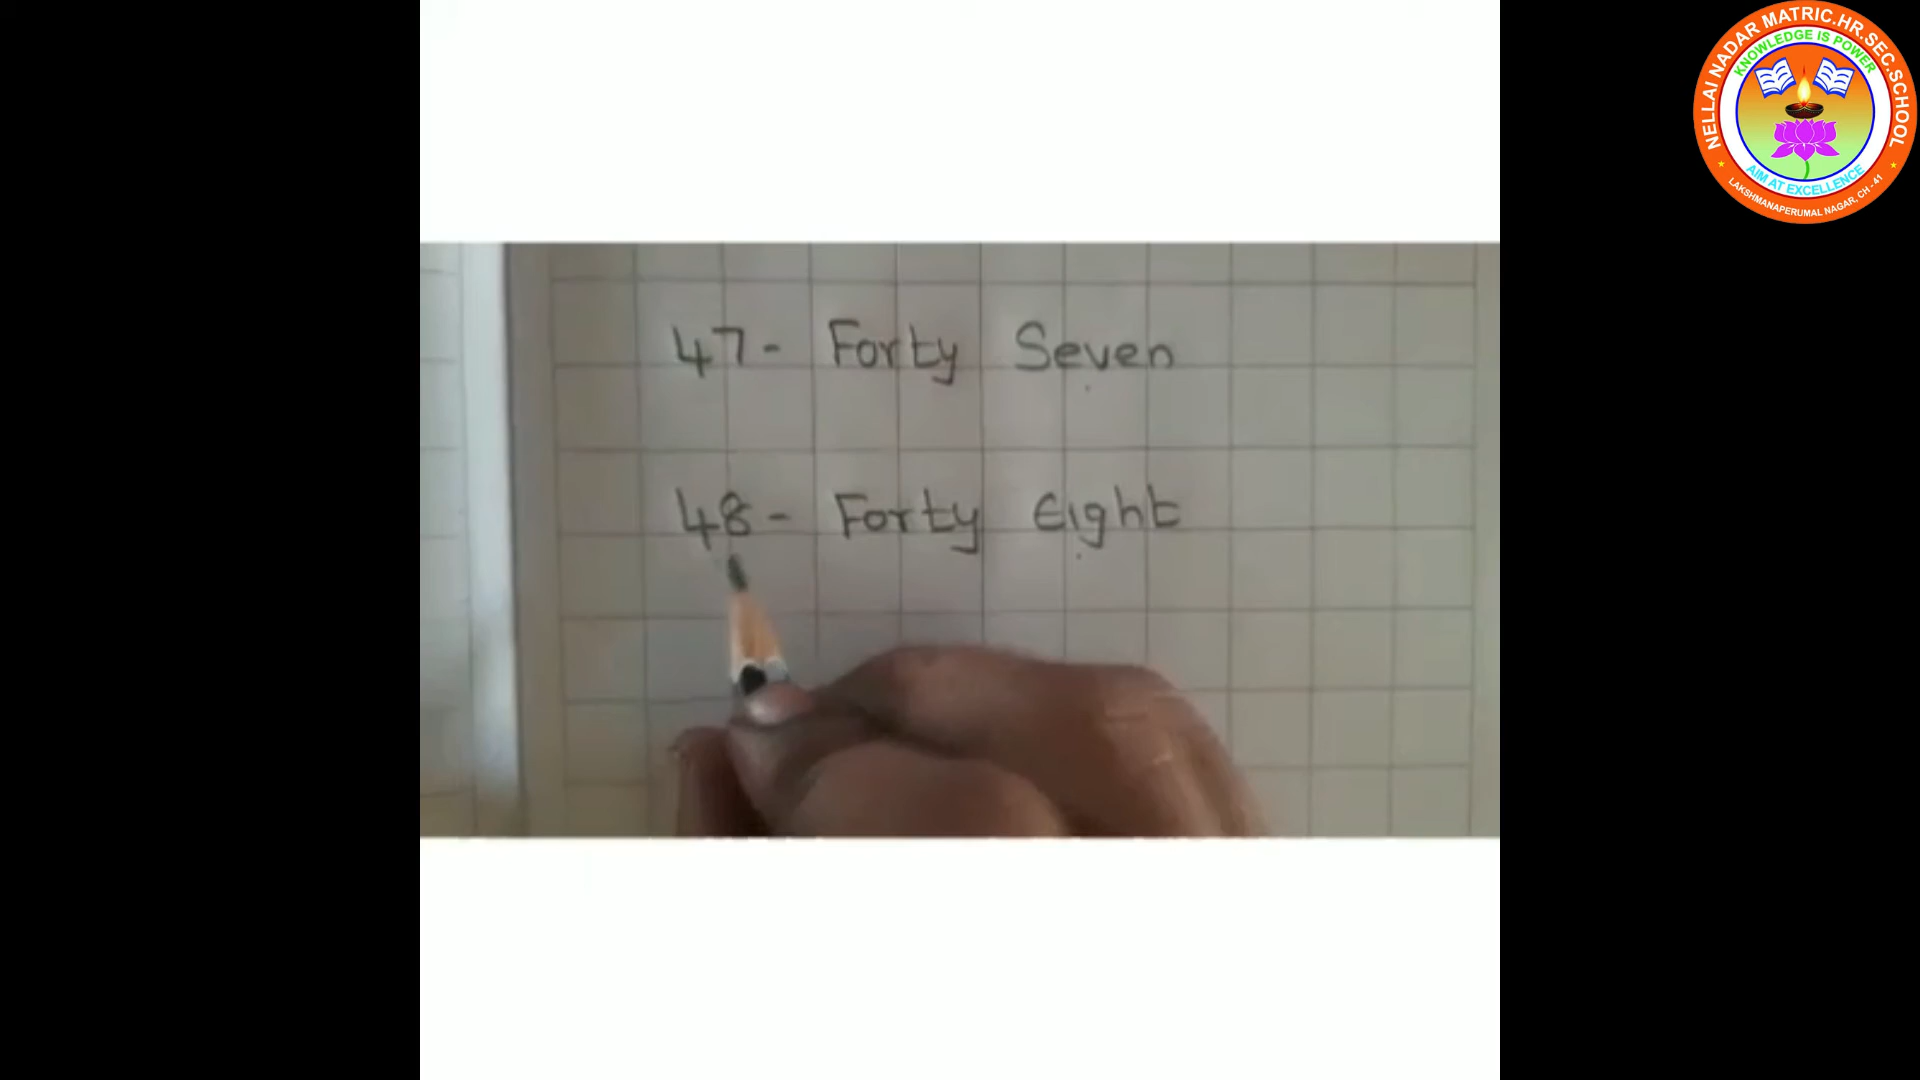 NELLAI NADAR MATRIC.HR.SEC.SCHOOL
KNOWLEDGE IS POWER
AIM AT EXCELLENCE
LAKSHMANAPERUMAL NAGAR, CH - 41
47 - Forty Seven
48 - Forty Eight